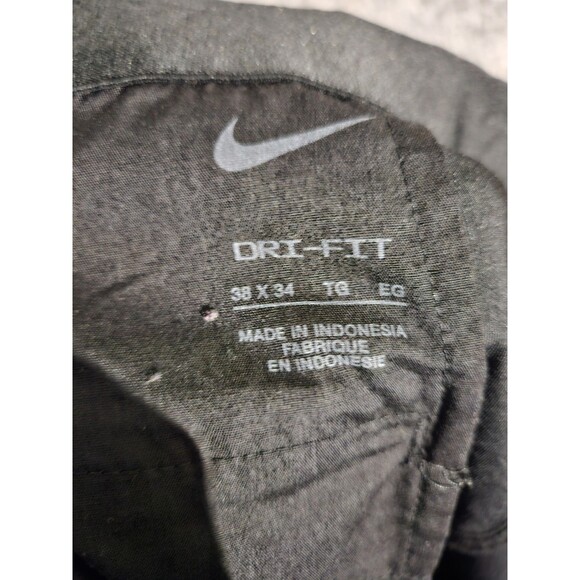 DRI-FIT
38 X 34 TG EG
MADE IN INDONESIA
FABRIQUE
EN INDONESIE